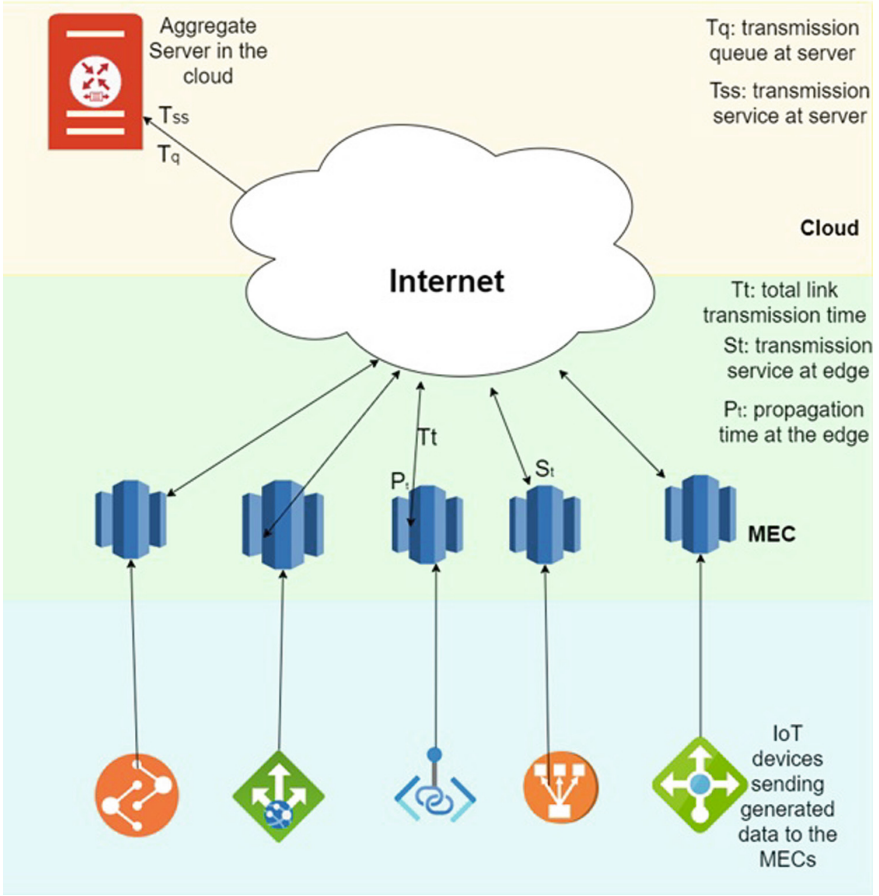 Aggregate
Server in the
cloud
Tq: transmission
queue at server
Tss: transmission
service at server
Tss
Tq
Cloud
Internet
Tt: total link
transmission time
St: transmission
service at edge
Pt: propagation
time at the edge
Tt
Pt
St
MEC
IoT
devices
sending
generated
data to the
MECs